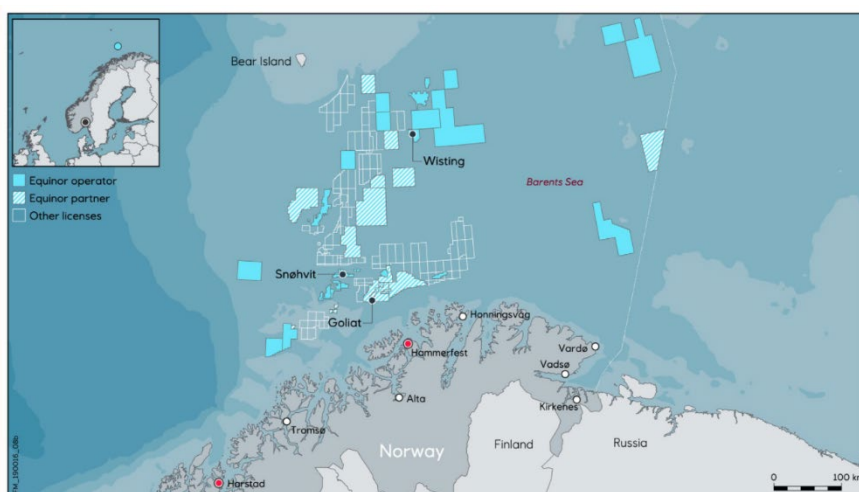 Bear Island
Wisting
Equinor operator
Equinor partner
Other licenses
Barents Sea
Snøhvit
Goliat
Honningsvåg
Hammerfest
Vardø
Vadsø
Alta
Kirkenes
Tromsø
Norway
Finland
Russia
Harstad
0 100 km